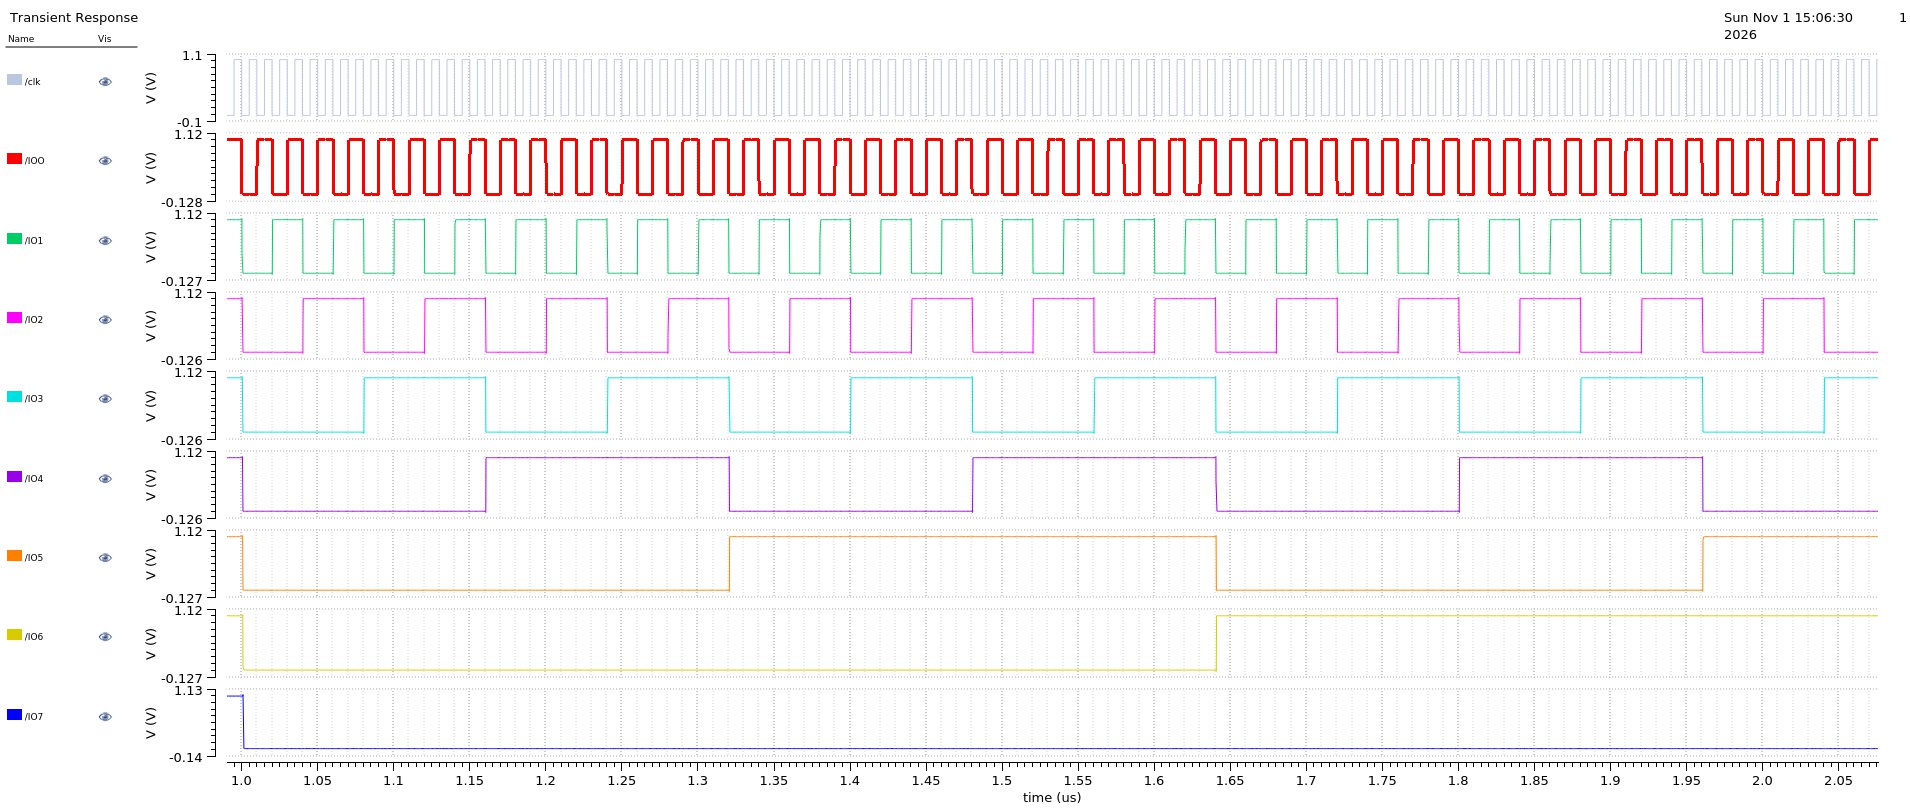 Transient Response
Sun Nov 1 15:06:30 2026
1
Name Vis
/clk
V (V)
1.1
-0.1
/IO0
V (V)
1.12
-0.128
/IO1
V (V)
1.12
-0.127
/IO2
V (V)
1.12
-0.126
/IO3
V (V)
1.12
-0.126
/IO4
V (V)
1.12
-0.126
/IO5
V (V)
1.12
-0.127
/IO6
V (V)
1.12
-0.127
/IO7
V (V)
1.13
-0.14
1.0 1.05 1.1 1.15 1.2 1.25 1.3 1.35 1.4 1.45 1.5 1.55 1.6 1.65 1.7 1.75 1.8 1.85 1.9 1.95 2.0 2.05
time (us)